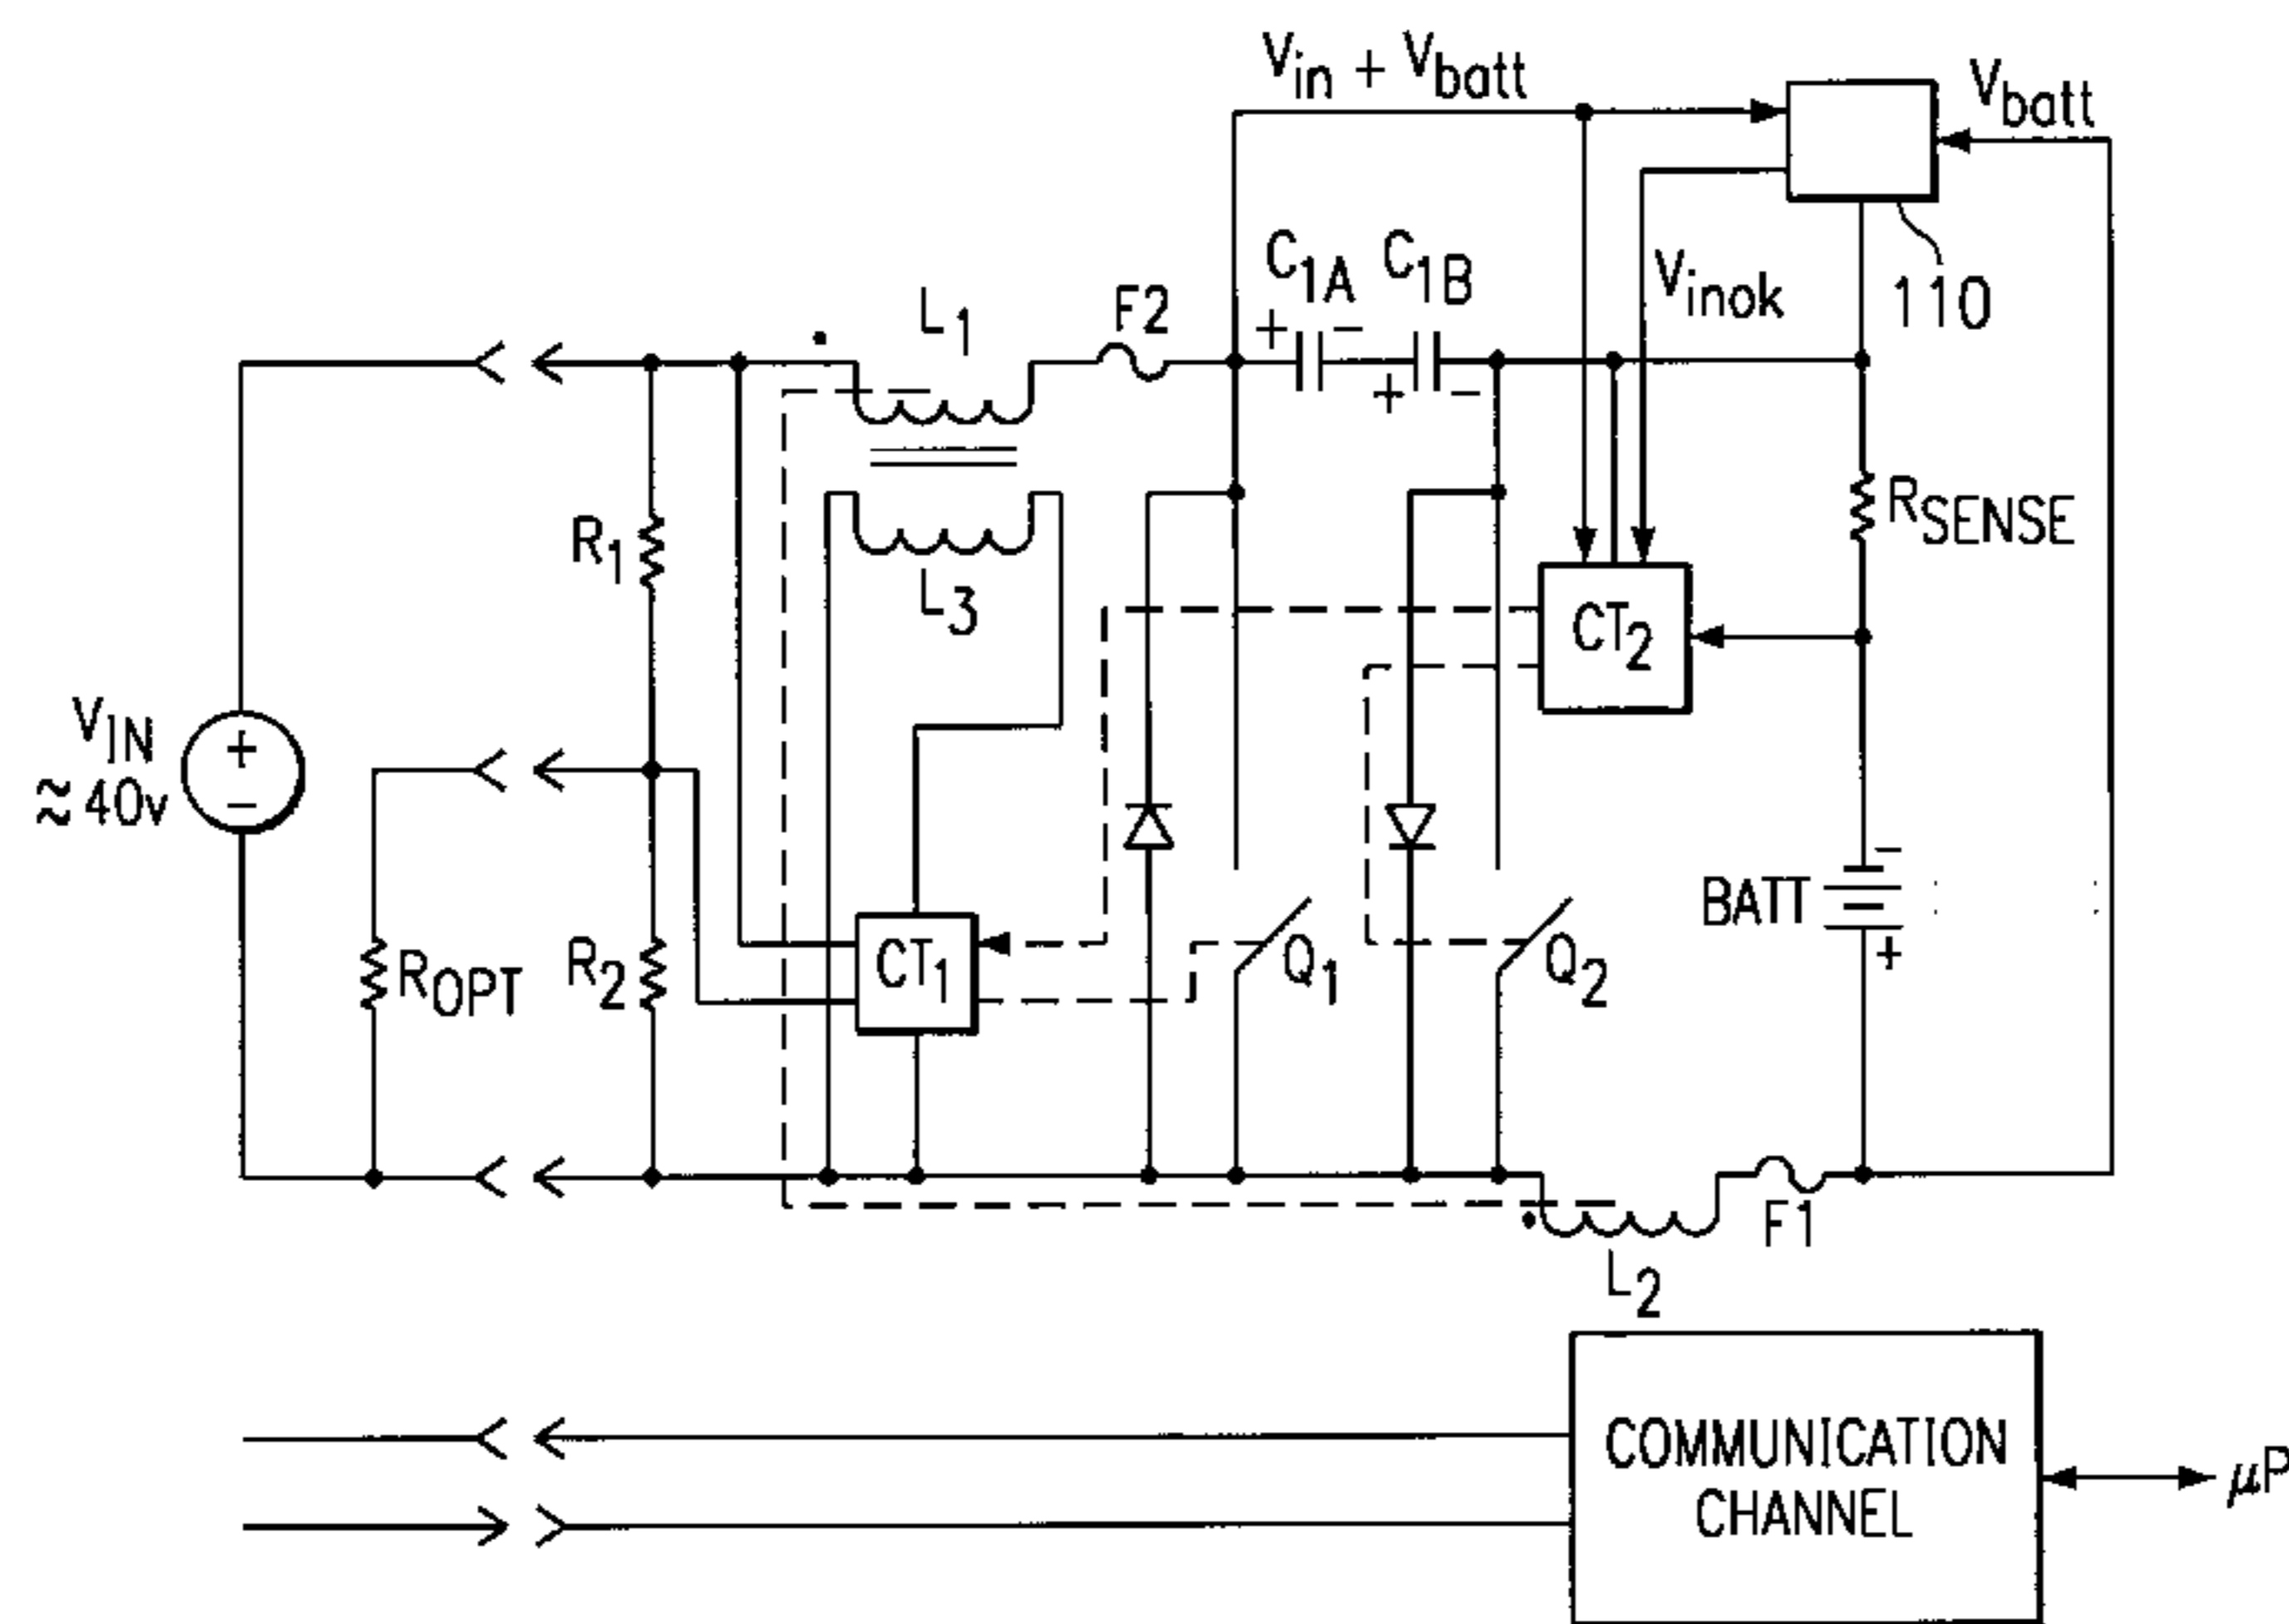 Vin + Vbatt
Vbatt
C1A C1B
Vinok
110
L1
F2
+ −
+ −
RSENSE
R1
L3
CT2
VIN
≈ 40v
+
−
ROPT
R2
CT1
Q1
Q2
−
BATT
+
F1
L2
COMMUNICATION
CHANNEL
μP